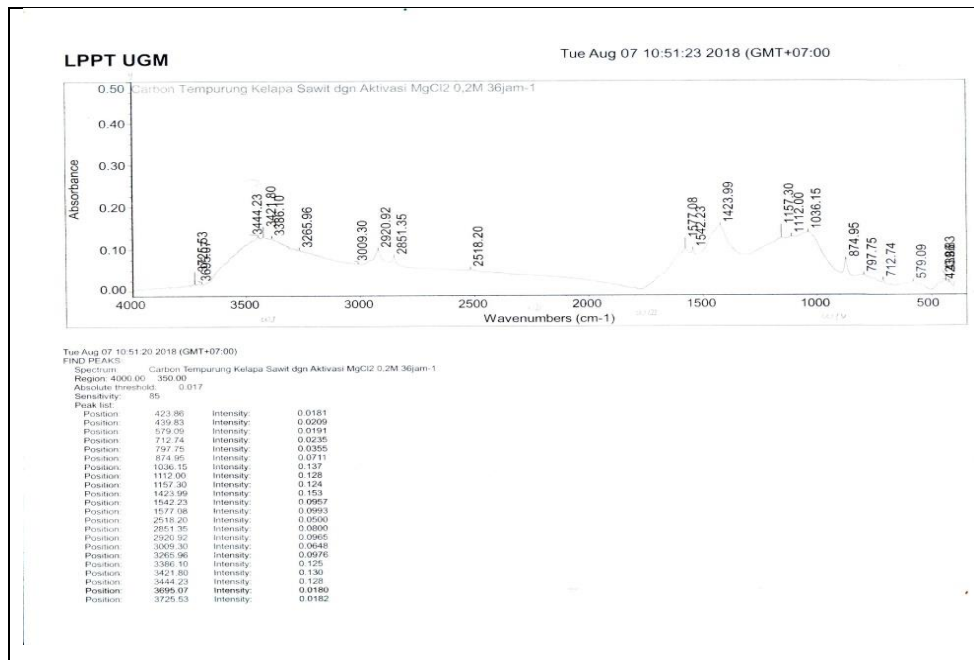 LPPT UGM
Tue Aug 07 10:51:23 2018 (GMT+07:00
Carbon Tempurung Kelapa Sawit dgn Aktivasi MgCl2 0,2M 36jam-1
0.50
0.40
0.30
0.20
0.10
0.00
Absorbance
3725.53
3695.07
3444.23
3421.80
3386.10
3265.96
3009.30
2920.92
2851.35
2518.20
1577.08
1542.23
1423.99
1157.30
1112.00
1036.15
874.95
797.75
712.74
579.09
439.83
423.86
4000 3500 3000 2500 2000 1500 1000 500
Wavenumbers (cm-1)
Tue Aug 07 10:51:20 2018 (GMT+07:00)
FIND PEAKS:
Spectrum: Carbon Tempurung Kelapa Sawit dgn Aktivasi MgCl2 0,2M 36jam-1
Region: 4000.00 350.00
Absolute threshold: 0.017
Sensitivity: 85
Peak list:
Position: 423.86 Intensity: 0.0181
Position: 439.83 Intensity: 0.0209
Position: 579.09 Intensity: 0.0191
Position: 712.74 Intensity: 0.0235
Position: 797.75 Intensity: 0.0355
Position: 874.95 Intensity: 0.0711
Position: 1036.15 Intensity: 0.137
Position: 1112.00 Intensity: 0.128
Position: 1157.30 Intensity: 0.124
Position: 1423.99 Intensity: 0.153
Position: 1542.23 Intensity: 0.0957
Position: 1577.08 Intensity: 0.0993
Position: 2518.20 Intensity: 0.0500
Position: 2851.35 Intensity: 0.0800
Position: 2920.92 Intensity: 0.0965
Position: 3009.30 Intensity: 0.0648
Position: 3265.96 Intensity: 0.0976
Position: 3386.10 Intensity: 0.125
Position: 3421.80 Intensity: 0.130
Position: 3444.23 Intensity: 0.128
Position: 3695.07 Intensity: 0.0180
Position: 3725.53 Intensity: 0.0182